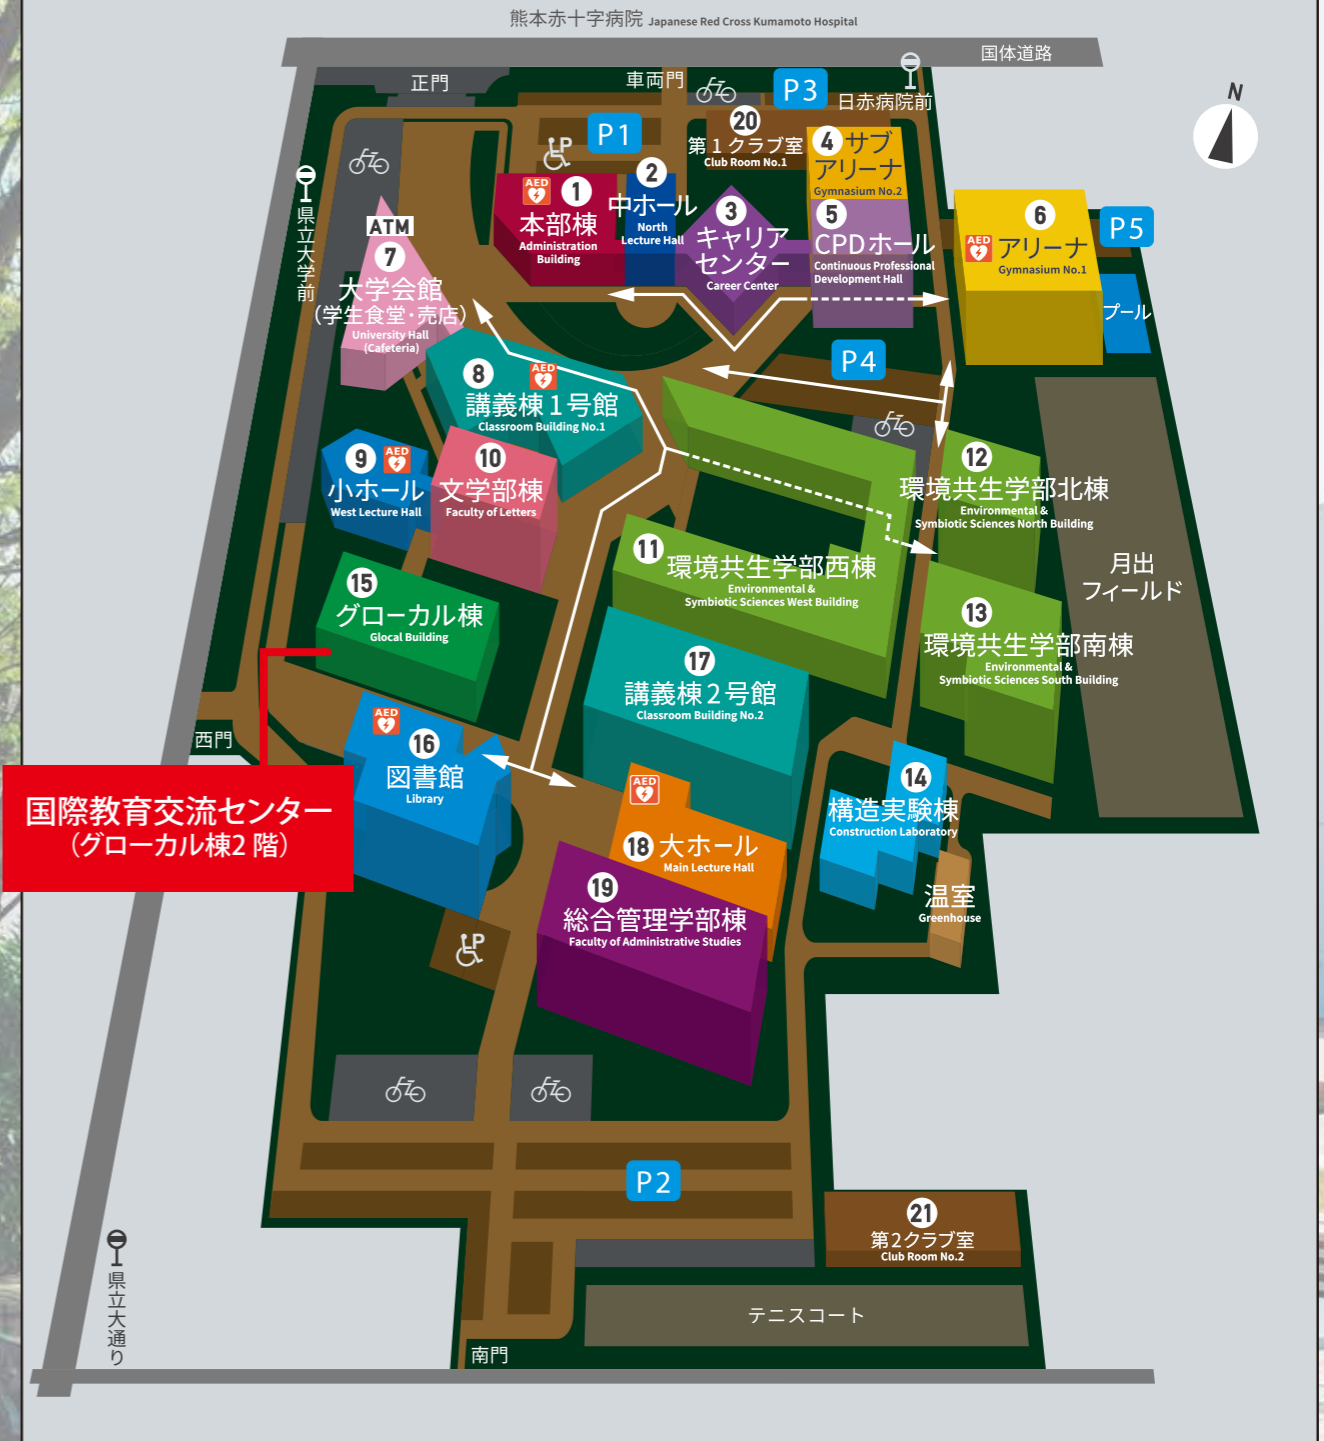 熊本赤十字病院 Japanese Red Cross Kumamoto Hospital
国体道路
正門
車両門
P3
日赤病院前
N
P1
20
第1クラブ室
Club Room No.1
4 サブ
アリーナ
Gymnasium No.2
県立大学前
ATM
7
大学会館
(学生食堂・売店)
University Hall
(Cafeteria)
AED
1
本部棟
Administration
Building
2
中ホール
North
Lecture Hall
3
キャリア
センター
Career Center
5
CPDホール
Continuous Professional
Development Hall
6
AED
アリーナ
Gymnasium No.1
P5
プール
P4
8
AED
講義棟1号館
Classroom Building No.1
9
AED
小ホール
West Lecture Hall
10
文学部棟
Faculty of Letters
12
環境共生学部北棟
Environmental &
Symbiotic Sciences North Building
11
環境共生学部西棟
Environmental &
Symbiotic Sciences West Building
月出
フィールド
15
グローカル棟
Glocal Building
13
環境共生学部南棟
Environmental &
Symbiotic Sciences South Building
17
講義棟2号館
Classroom Building No.2
西門
AED
16
図書館
Library
国際教育交流センター
(グローカル棟2 階)
14
構造実験棟
Construction Laboratory
AED
18 大ホール
Main Lecture Hall
19
総合管理学部棟
Faculty of Administrative Studies
温室
Greenhouse
P
P
P2
21
第2クラブ室
Club Room No.2
テニスコート
県立大通り
南門